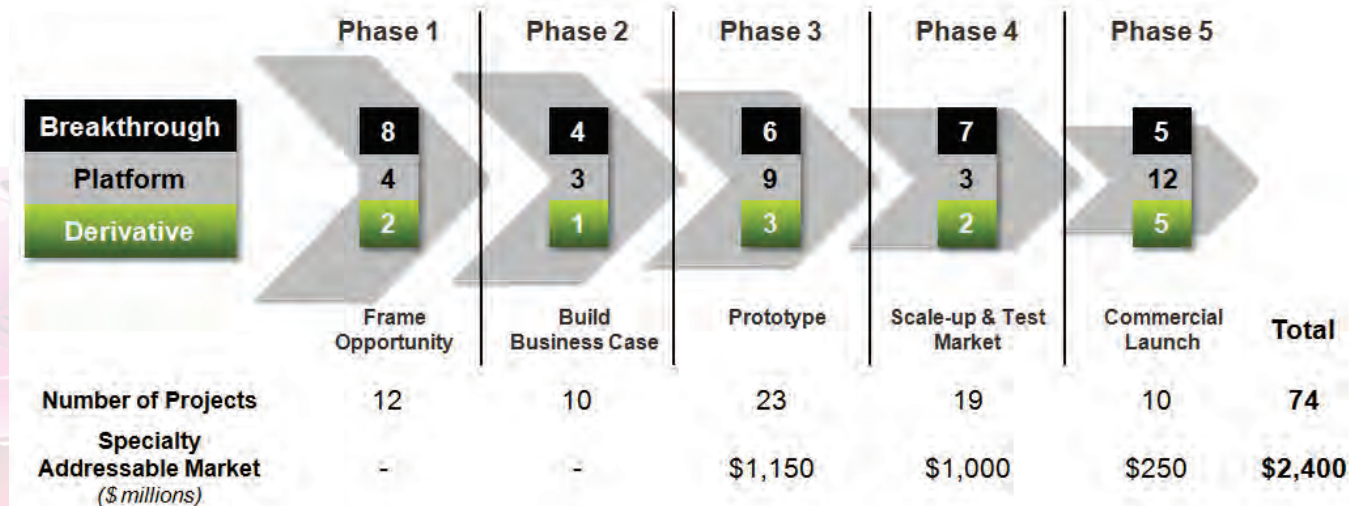 Phase 1 Phase 2 Phase 3 Phase 4 Phase 5
Breakthrough 8 4 6 7 5
Platform 4 3 9 3 12
Derivative 2 1 3 2 5
Frame
Opportunity
Build
Business Case
Prototype
Scale-up & Test
Market
Commercial
Launch
Total
Number of Projects 12 10 23 19 10 74
Specialty
Addressable Market - - $1,150 $1,000 $250 $2,400
($ millions)